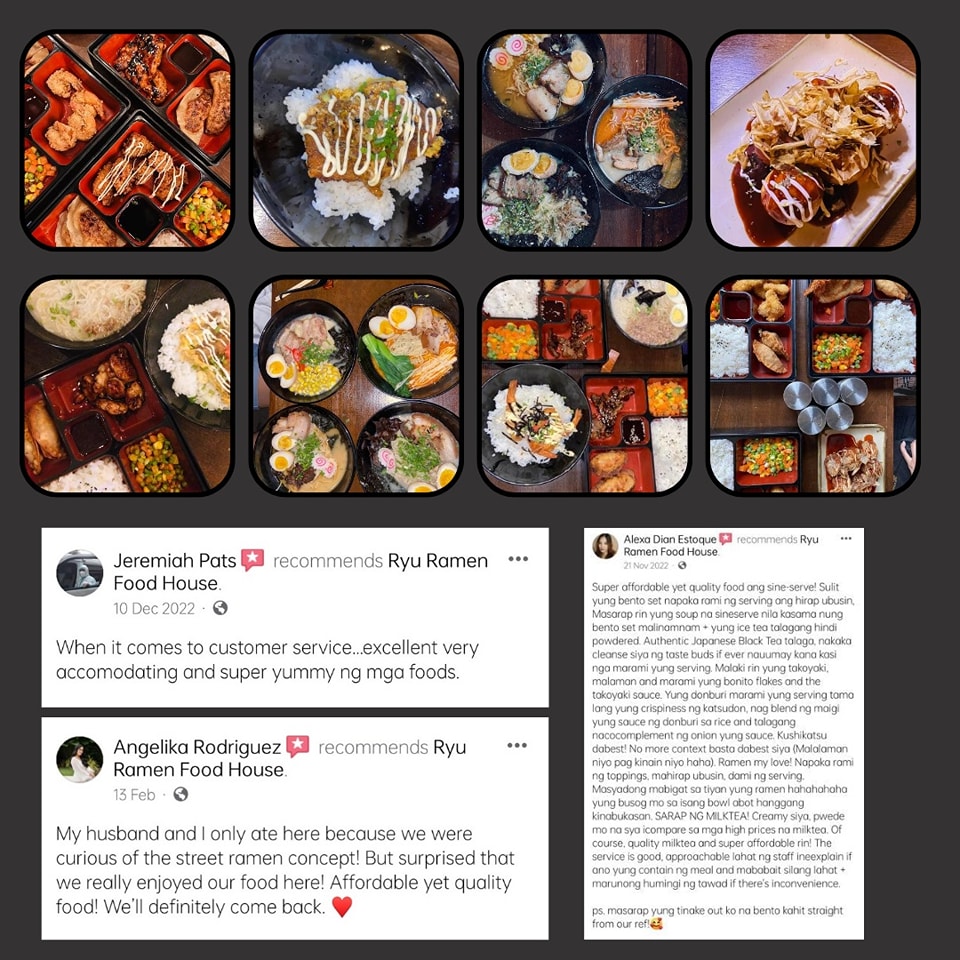 Jeremiah Pats recommends Ryu Ramen
Food House.
10 Dec 2022 ·
When it comes to customer service...excellent very
accomodating and super yummy ng mga foods.
Angelika Rodriguez recommends Ryu
Ramen Food House.
13 Feb ·
My husband and I only ate here because we were
curious of the street ramen concept! But surprised that
we really enjoyed our food here! Affordable yet quality
food! We'll definitely come back. ❤️
Alexa Dian Estoque recommends Ryu
Ramen Food House.
21 Nov 2022 ·
Super affordable yet quality food ang sine-serve! Sulit
yung bento set napaka rami ng serving ang hirap ubusin,
Masarap rin yung soup na sineserve nila kasama nung
bento set malinamnam + yung ice tea talagang hindi
powdered. Authentic Japanese Black Tea talaga, nakaka
cleanse siya ng taste buds if ever nauumay kana kasi
nga marami yung serving. Malaki rin yung takoyaki,
malaman and marami yung bonito flakes and the
takoyaki sauce. Yung donburi marami yung serving tama
lang yung crispiness ng katsudon, nag blend ng maigi
yung sauce ng donburi sa rice and talagang
nacocomplement ng onion yung sauce. Kushikatsu
dabest! No more context basta dabest siya (Malalaman
niyo pag kinain niyo haha). Ramen my love! Napaka rami
ng toppings, mahirap ubusin, dami ng serving.
Masyadong mabigat sa tiyan yung ramen hahahahaha
yung busog mo sa isang bowl abot hanggang
kinabukasan. SARAP NG MILKTEA! Creamy siya, pwede
mo na sya icompare sa mga high prices na milktea. Of
course, quality milktea and super affordable rin! The
service is good, approachable lahat ng staff ineexplain if
ano yung contain ng meal and mababait silang lahat +
marunong humingi ng tawad if there's inconvenience.
ps. masarap yung tinake out ko na bento kahit straight
from our ref!🥰